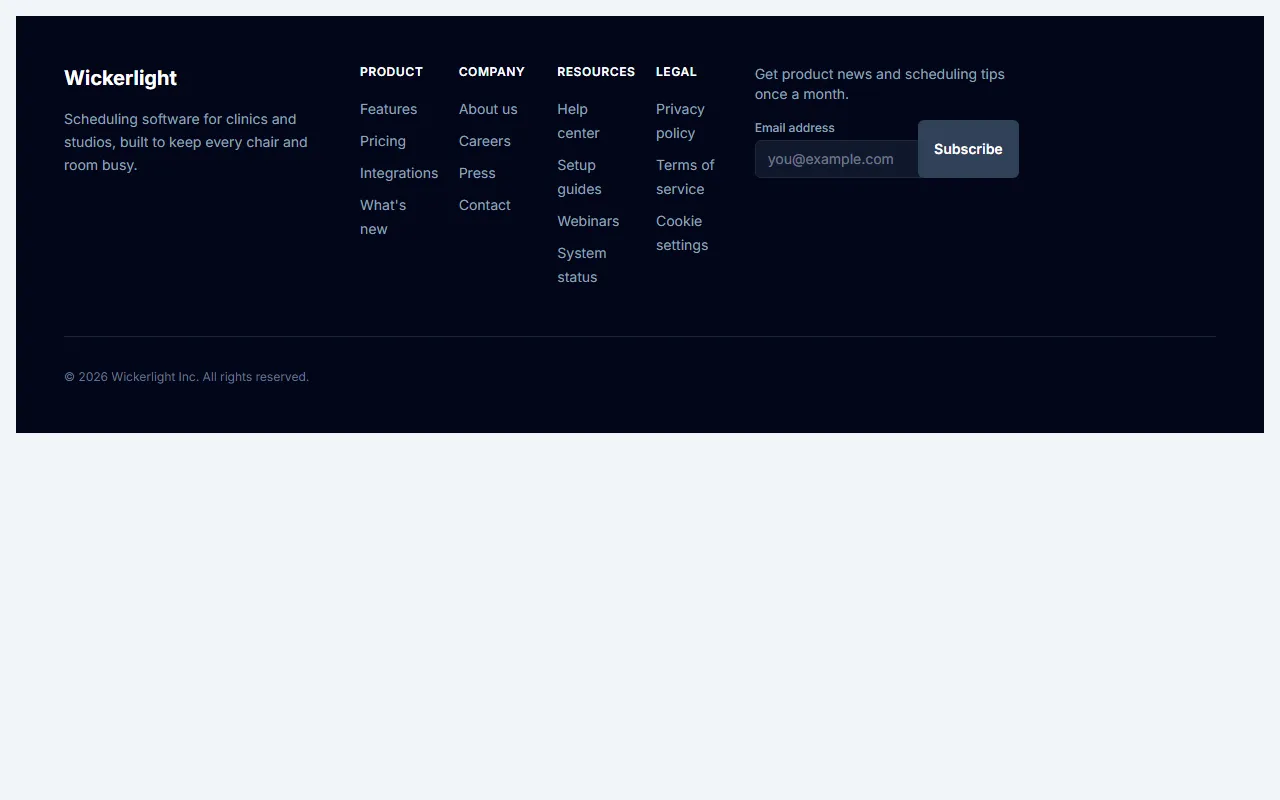 Wickerlight
Scheduling software for clinics and
studios, built to keep every chair and
room busy.
PRODUCT
Features
Pricing
Integrations
What's
new
COMPANY
About us
Careers
Press
Contact
RESOURCES
Help
center
Setup
guides
Webinars
System
status
LEGAL
Privacy
policy
Terms of
service
Cookie
settings
Get product news and scheduling tips
once a month.
Email address
you@example.com
Subscribe
© 2026 Wickerlight Inc. All rights reserved.